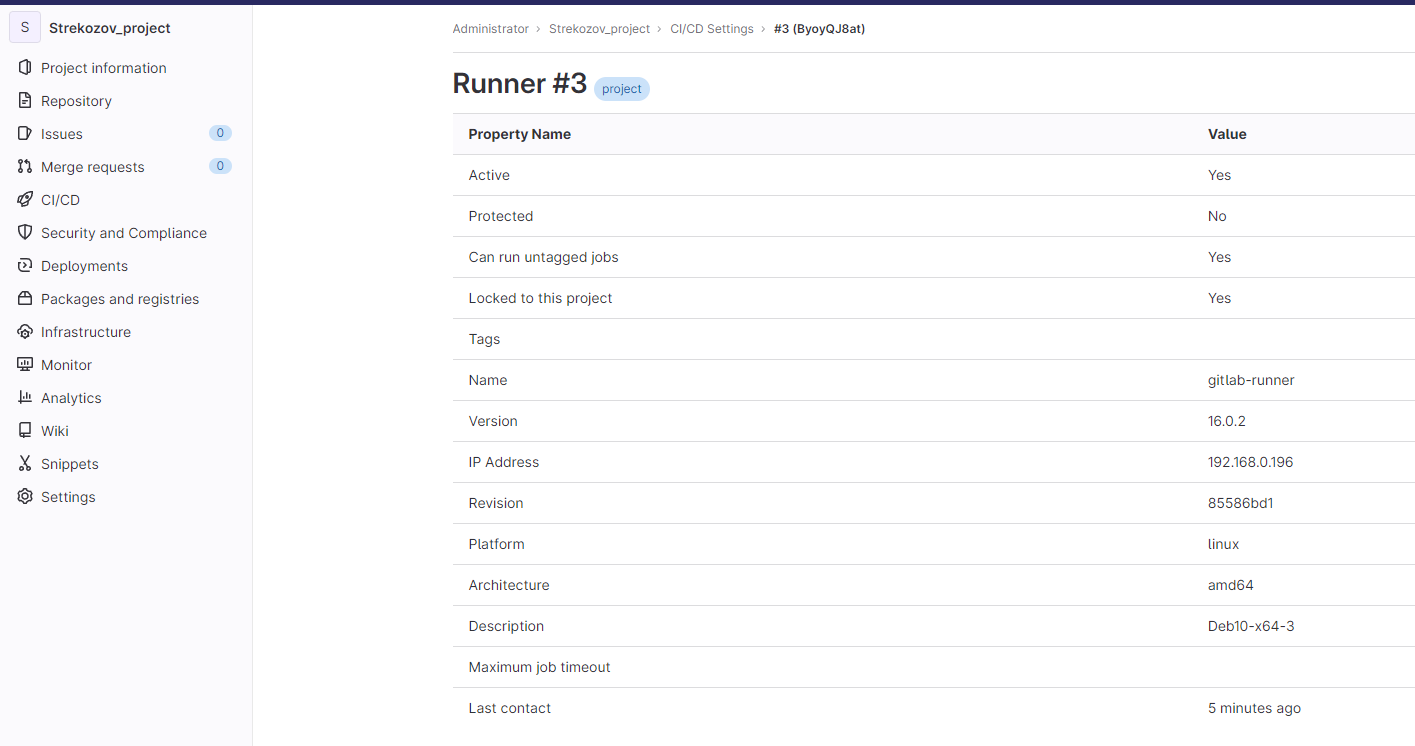 S Strekozov_project
Project information
Repository
Issues 0
Merge requests 0
CI/CD
Security and Compliance
Deployments
Packages and registries
Infrastructure
Monitor
Analytics
Wiki
Snippets
Settings
Administrator › Strekozov_project › CI/CD Settings › #3 (ByoyQJ8at)
Runner #3 project
Property Name Value
Active Yes
Protected No
Can run untagged jobs Yes
Locked to this project Yes
Tags
Name gitlab-runner
Version 16.0.2
IP Address 192.168.0.196
Revision 85586bd1
Platform linux
Architecture amd64
Description Deb10-x64-3
Maximum job timeout
Last contact 5 minutes ago